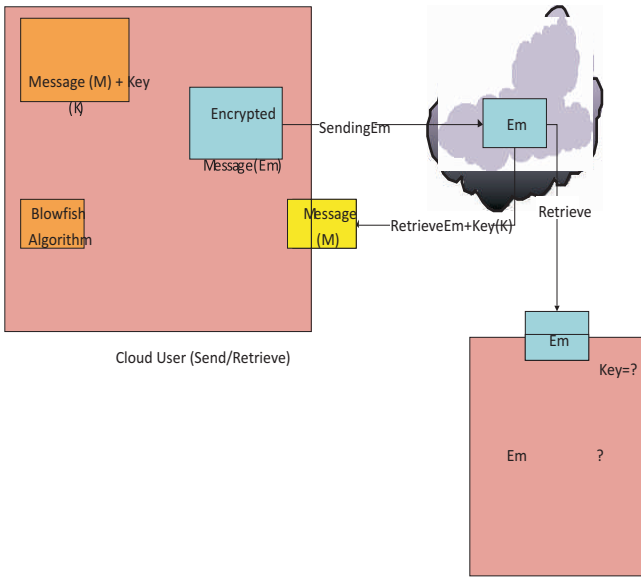 Message (M) + Key
(K)
Encrypted
Message(Em)
SendingEm
Em
Blowfish
Algorithm
Message
(M)
RetrieveEm+Key(K)
Retrieve
Cloud User (Send/Retrieve)
Em
Key=?
Em ?